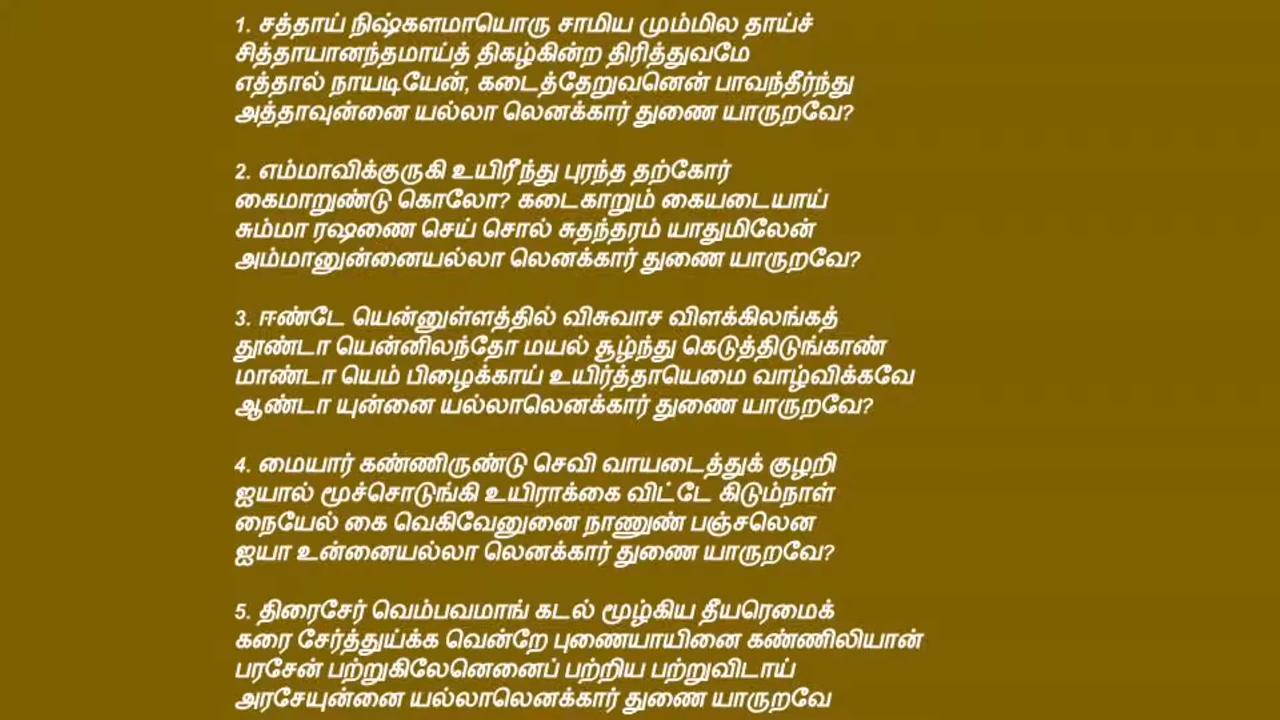 1. சத்தாய் நிஷ்களமாயொரு சாமிய மும்மில தாய்ச்
சித்தாயானந்தமாய்த் திகழ்கின்ற திரித்துவமே
எத்தால் நாயடியேன், கடைத்தேறுவனென் பாவந்தீர்ந்து
அத்தாவுன்னை யல்லா லெனக்கார் துணை யாருறவே?
2. எம்மாவிக்குருகி உயிரீந்து புரந்த தற்கோர்
கைமாறுண்டு கொலோ? கடைகாறும் கையடையாய்
சும்மா ரஷணை செய் சொல் சுதந்தரம் யாதுமிலேன்
அம்மானுன்னையல்லா லெனக்கார் துணை யாருறவே?
3. ஈண்டே யென்னுள்ளத்தில் விசுவாச விளக்கிலங்கத்
தூண்டா யென்னிலந்தோ மயல் சூழ்ந்து கெடுத்திடுங்காண்
மாண்டா யெம் பிழைக்காய் உயிர்த்தாயெமை வாழ்விக்கவே
ஆண்டா யுன்னை யல்லாலெனக்கார் துணை யாருறவே?
4. மையார் கண்ணிருண்டு செவி வாயடைத்துக் குழறி
ஐயால் மூச்சொடுங்கி உயிராக்கை விட்டே கிடும்நாள்
நையேல் கை வெகிவேனுனை நாணுண் பஞ்சலென
ஐயா உன்னையல்லா லெனக்கார் துணை யாருறவே?
5. திரைசேர் வெம்பவமாங் கடல் மூழ்கிய தீயரெமைக்
கரை சேர்த்துய்க்க வென்றே புணையாயினை கண்ணிலியான்
பரசேன் பற்றுகிலேனெனைப் பற்றிய பற்றுவிடாய்
அரசேயுன்னை யல்லாலெனக்கார் துணை யாருறவே